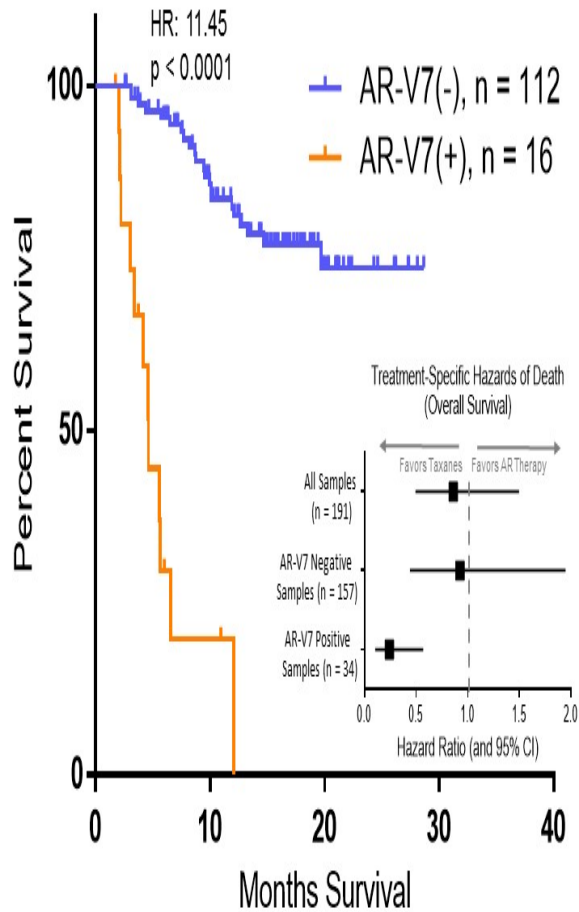 HR: 11.45
p < 0.0001
AR-V7(-), n = 112
AR-V7(+), n = 16
100
50
0
Percent Survival
0 10 20 30 40
Months Survival
Treatment-Specific Hazards of Death
(Overall Survival)
Favors Taxanes Favors AR Therapy
All Samples
(n = 191)
AR-V7 Negative
Samples (n = 157)
AR-V7 Positive
Samples (n = 34)
0.0 0.5 1.0 1.5 2.0
Hazard Ratio (and 95% CI)